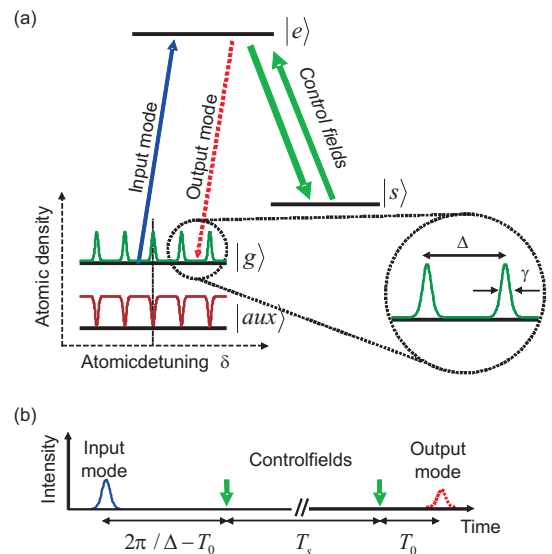 (a)
|e⟩
Input mode
Output mode
Control fields
|s⟩
Atomic density
|g⟩
|aux⟩
Atomicdetuning δ
Δ
γ
(b)
Intensity
Input
mode
Controlfields
Output
mode
Time
2π / Δ − T₀
Tₛ
T₀